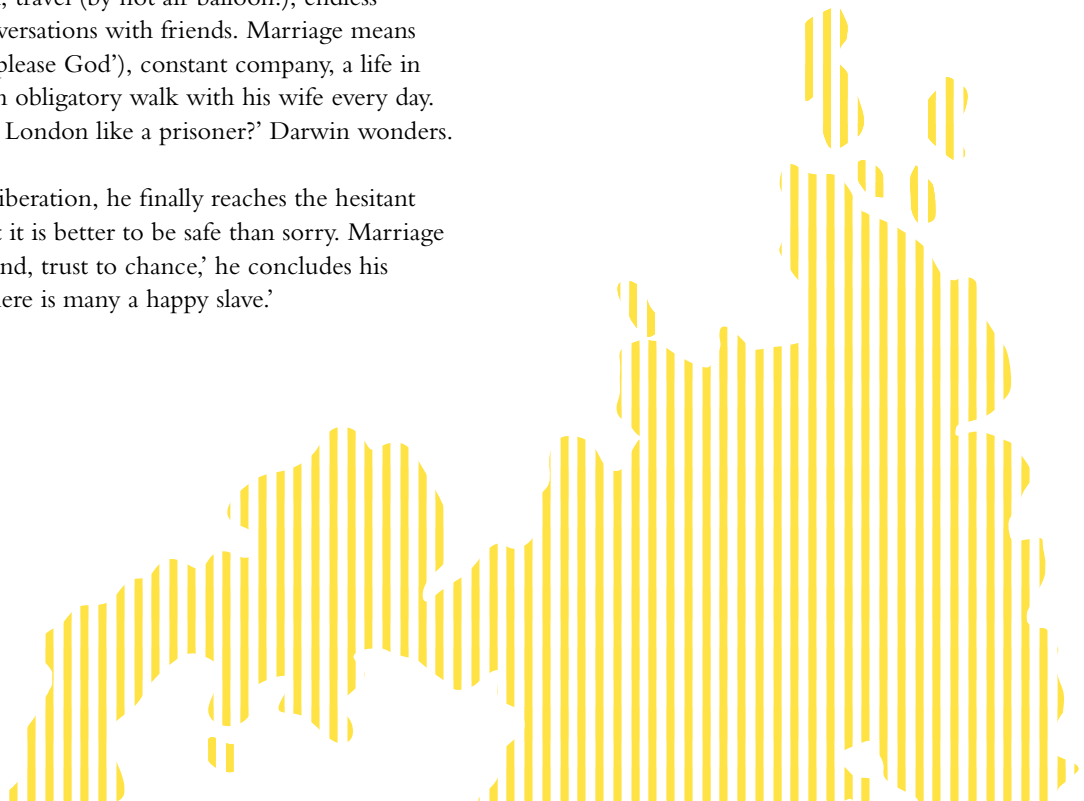 travel (by hot air balloon!), endless
versations with friends. Marriage means
please God’), constant company, a life in
obligatory walk with his wife every day.
London like a prisoner?’ Darwin wonders.
iberation, he finally reaches the hesitant
it is better to be safe than sorry. Marriage
nd, trust to chance,’ he concludes his
ere is many a happy slave.’